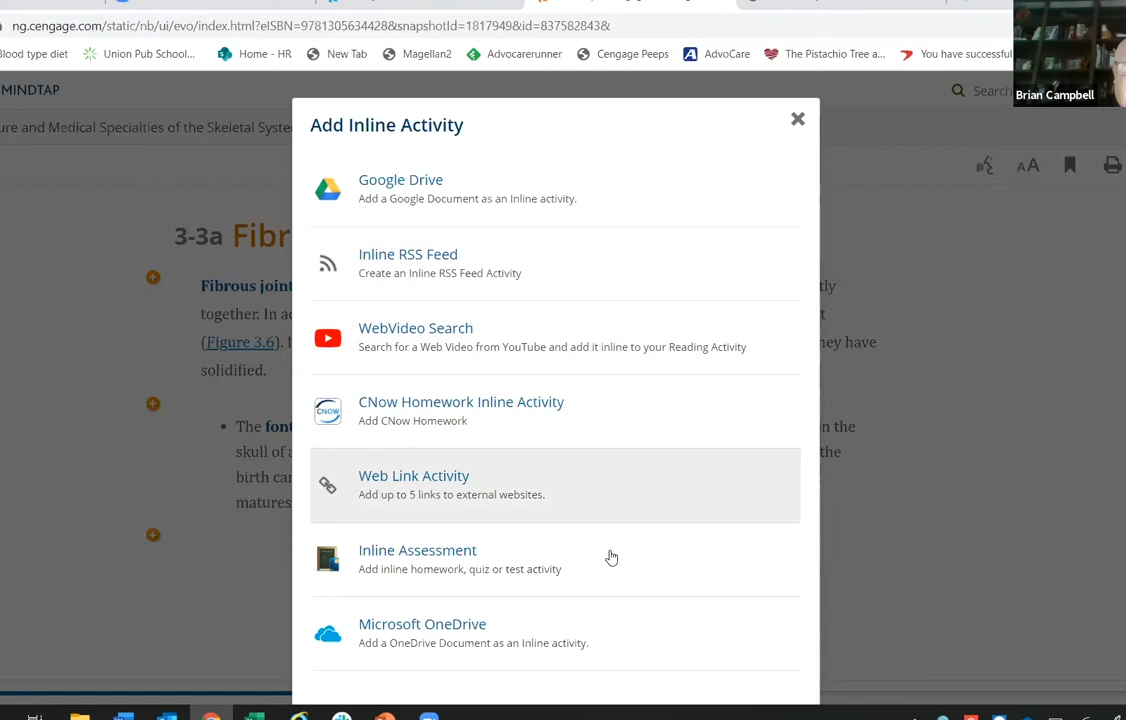 ng.cengage.com/static/nb/ui/evo/index.html?eISBN=9781305634428&snapshotId=1817949&id=837582843&
Blood type diet Union Pub School... Home - HR New Tab Magellan2 Advocarerunner Cengage Peeps AdvoCare The Pistachio Tree a... You have successful
Brian Campbell
MINDTAP
Search
ure and Medical Specialties of the Skeletal Syste
Add Inline Activity
AA
Google Drive
Add a Google Document as an Inline activity.
3-3a Fibr
Inline RSS Feed
Create an Inline RSS Feed Activity
Fibrous joint
tly
together. In a
t
WebVideo Search
Search for a Web Video from YouTube and add it inline to your Reading Activity
(Figure 3.6).
hey have
solidified.
CNow Homework Inline Activity
CNOW
Add CNow Homework
The font
n the
skull of a
the
Web Link Activity
birth can
Add up to 5 links to external websites.
matures
Inline Assessment
Add inline homework, quiz or test activity
Microsoft OneDrive
Add a OneDrive Document as an Inline activity.